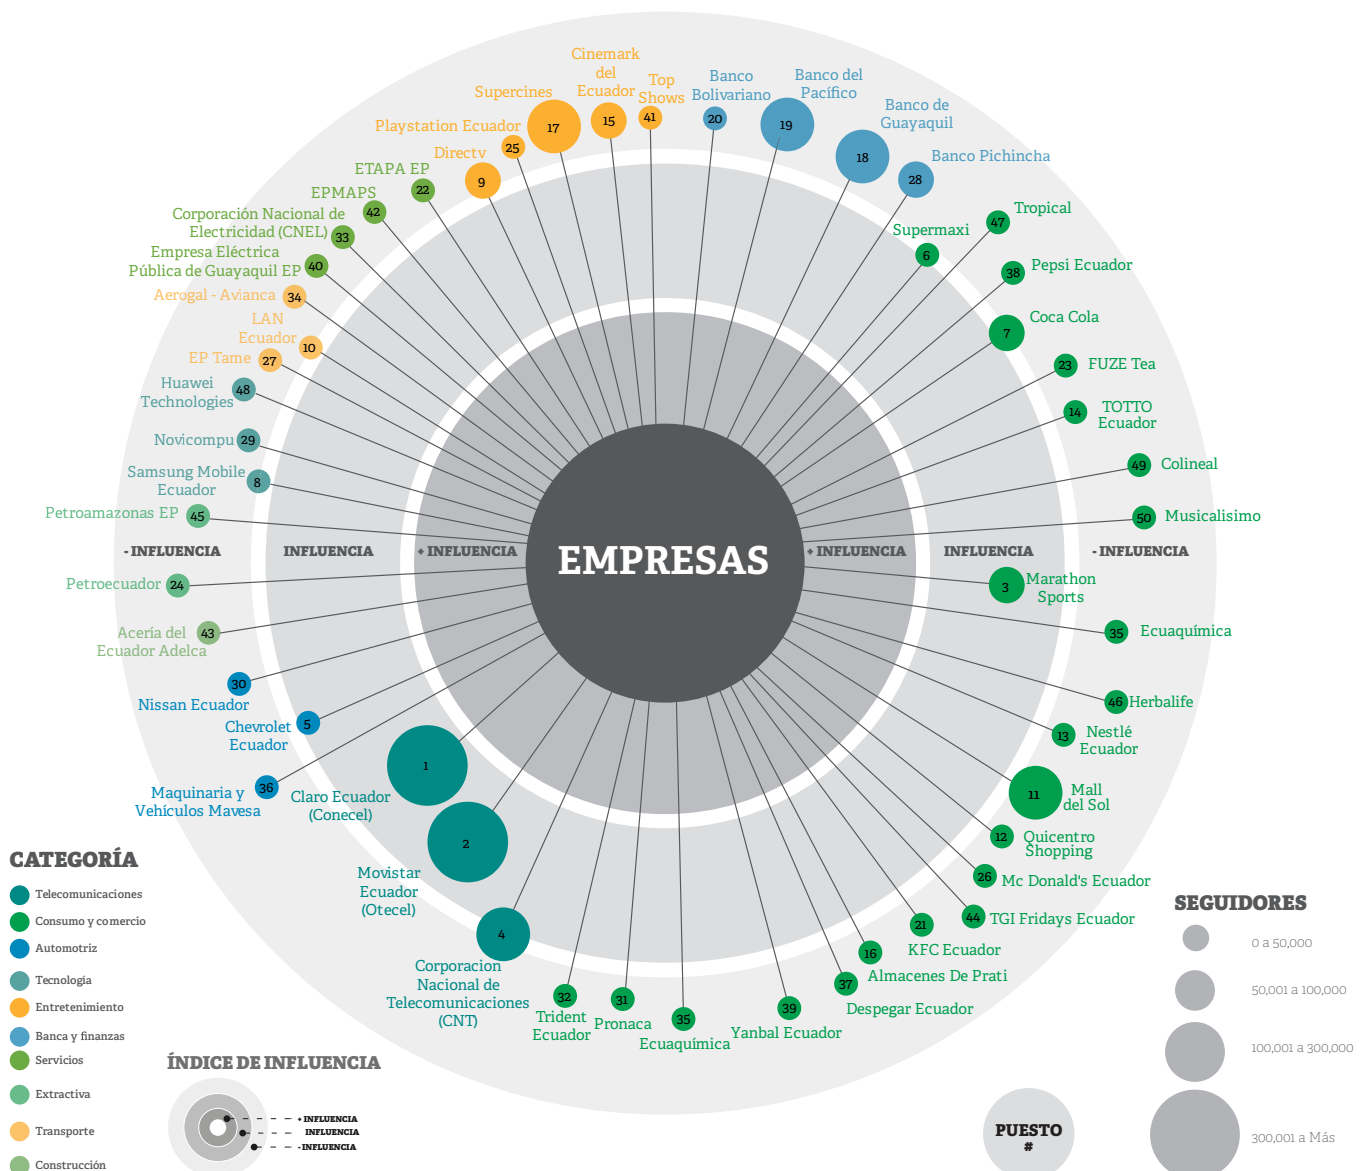 Cinemark
del
Ecuador
15
Top
Shows
41
Supercines
17
Playstation Ecuador
25
Directv
9
ETAPA EP
22
EPMAPS
42
Corporación Nacional de
Electricidad (CNEL)
33
Empresa Eléctrica
Pública de Guayaquil EP
40
Aerogal - Avianca
34
LAN
Ecuador
10
EP Tame
27
Huawei
Technologies
48
Novicompu
29
Samsung Mobile
Ecuador
8
Petroamazonas EP
45
Banco
Bolivariano
20
Banco del
Pacífico
19
Banco de
Guayaquil
18
Banco Pichincha
28
Tropical
47
Supermaxi
6
Pepsi Ecuador
38
Coca Cola
7
FUZE Tea
23
TOTTO
Ecuador
14
Colineal
49
Musicalisimo
50
- INFLUENCIA
INFLUENCIA
+ INFLUENCIA
EMPRESAS
+ INFLUENCIA
INFLUENCIA
- INFLUENCIA
Petroecuador
24
Acería del
Ecuador Adelca
43
Nissan Ecuador
30
Chevrolet
Ecuador
5
Maquinaria y
Vehículos Mavesa
36
1
Claro Ecuador
(Conecel)
2
Movistar
Ecuador
(Otecel)
4
Corporacion
Nacional de
Telecomunicaciones
(CNT)
3
Marathon
Sports
35
Ecuaquímica
46
Herbalife
13
Nestlé
Ecuador
11
Mall
del Sol
12
Quicentro
Shopping
26
Mc Donald's Ecuador
44
TGI Fridays Ecuador
21
KFC Ecuador
16
Almacenes De Prati
37
Despegar Ecuador
39
Yanbal Ecuador
35
Ecuaquímica
31
Pronaca
32
Trident
Ecuador
CATEGORÍA
Telecomunicaciones
Consumo y comercio
Automotriz
Tecnología
Entretenimiento
Banca y finanzas
Servicios
Extractiva
Transporte
Construcción
ÍNDICE DE INFLUENCIA
+ INFLUENCIA
INFLUENCIA
- INFLUENCIA
PUESTO
#
SEGUIDORES
0 a 50,000
50,001 a 100,000
100,001 a 300,000
300,001 a Más